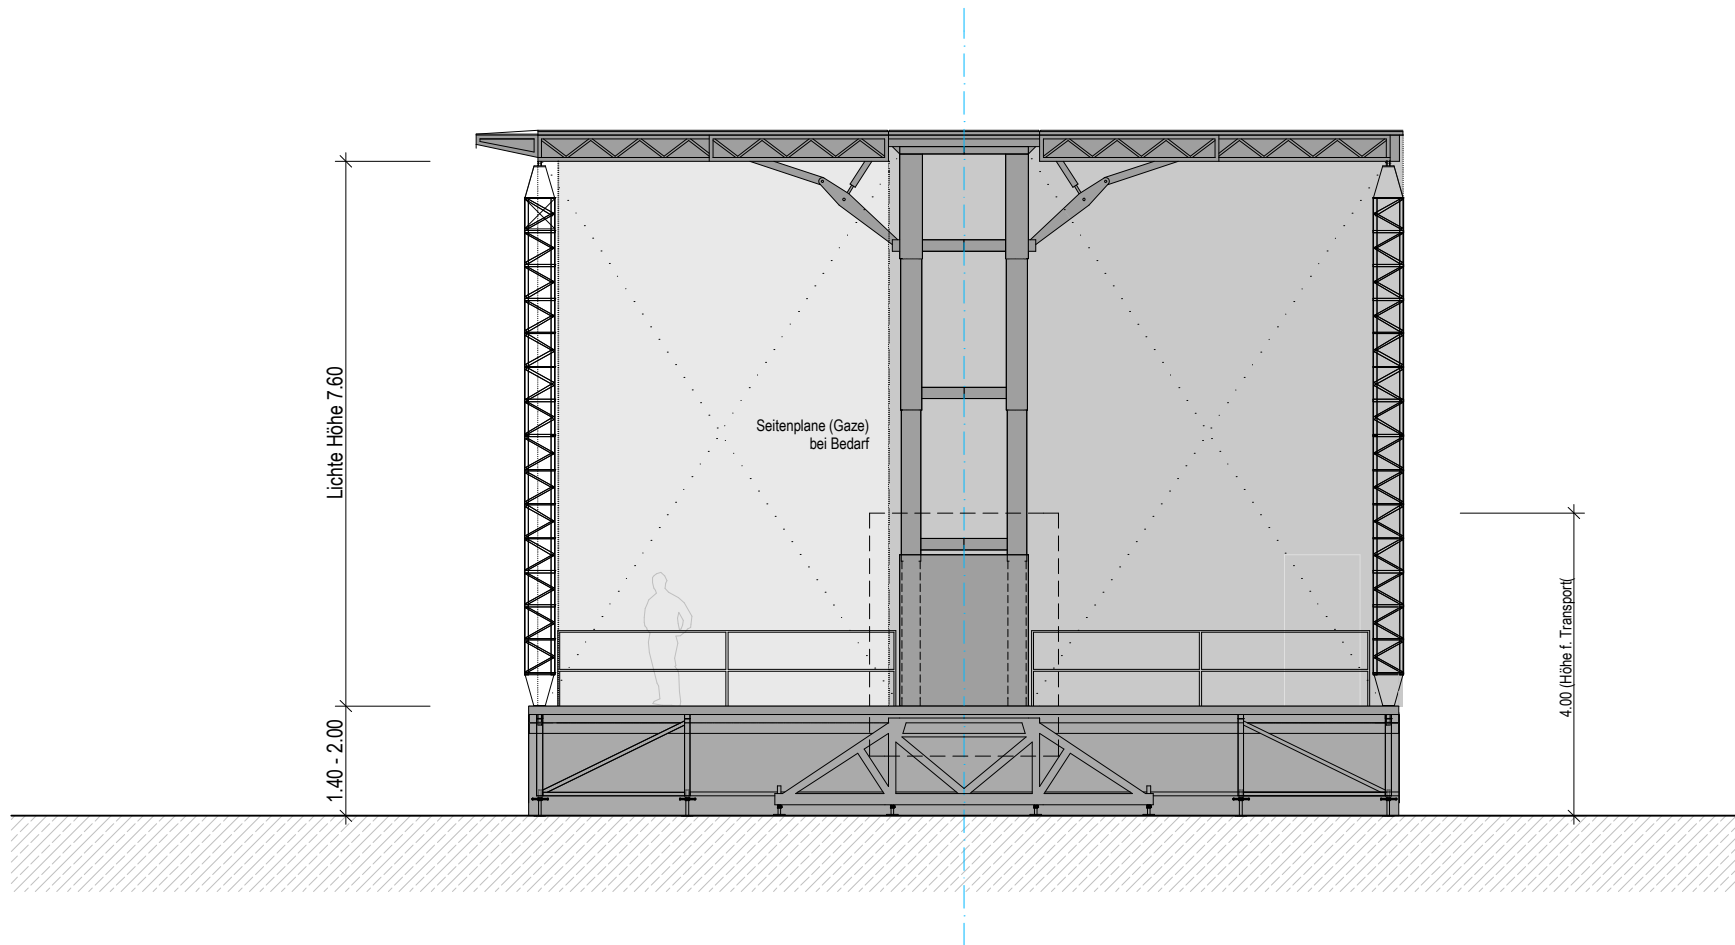 Lichte Höhe 7.60
Seitenplane (Gaze)
bei Bedarf
1.40 - 2.00
4.00 (Höhe f. Transport(